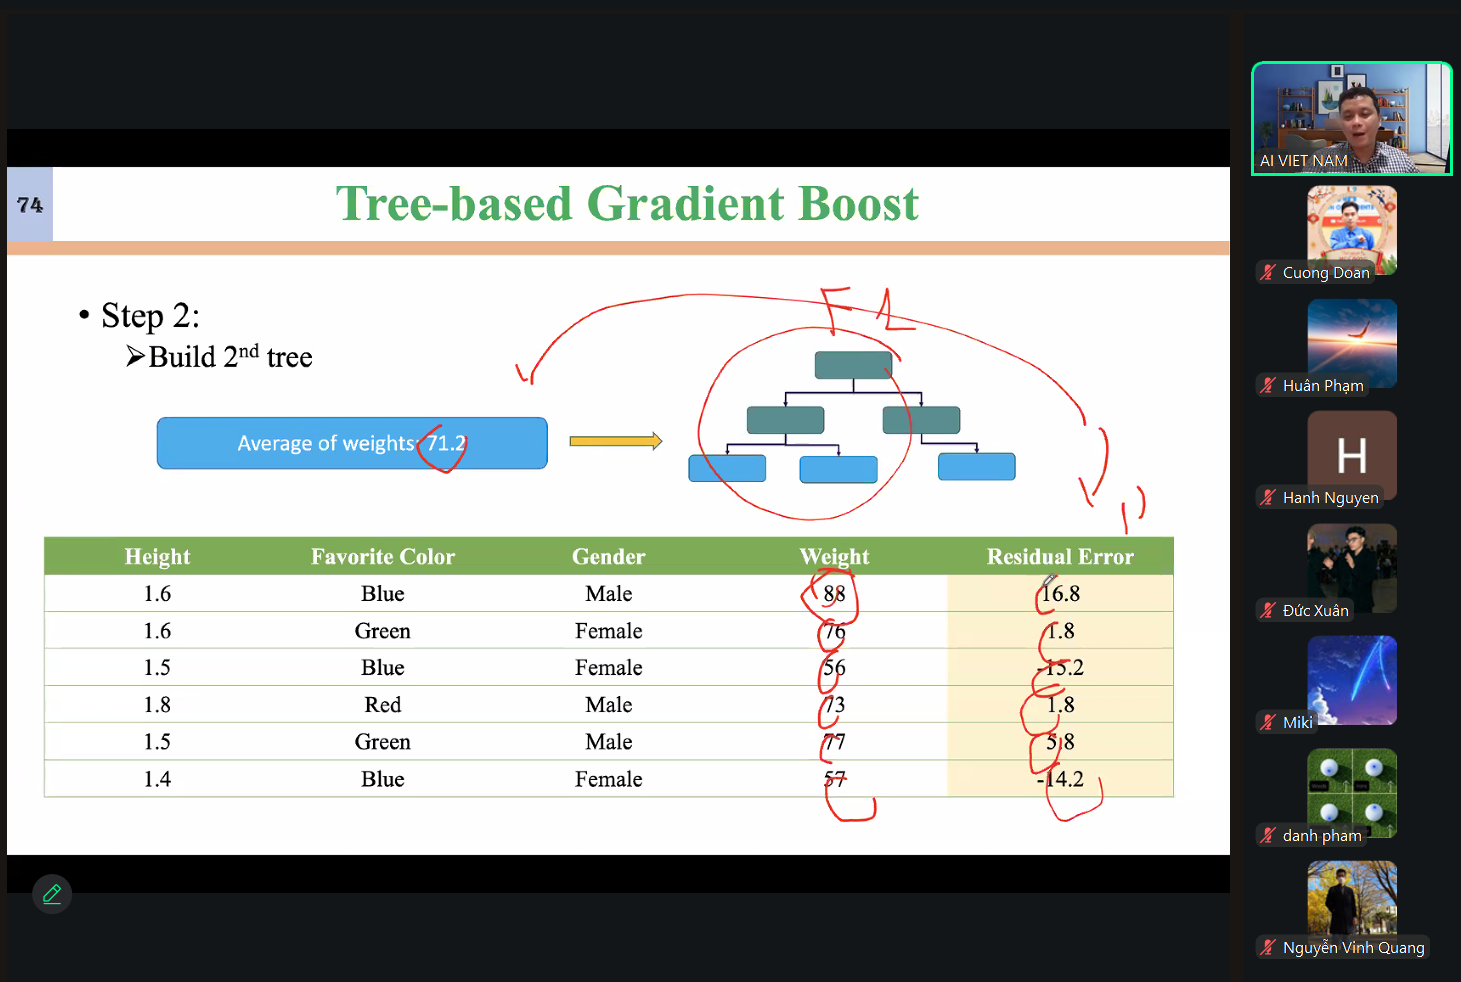 74
Tree-based Gradient Boost
• Step 2:
➢Build 2nd tree
F 1
Average of weights: 71.2
Height Favorite Color Gender Weight Residual Error
1.6 Blue Male 88 16.8
1.6 Green Female 76 1.8
1.5 Blue Female 56 -15.2
1.8 Red Male 73 1.8
1.5 Green Male 77 5.8
1.4 Blue Female 57 -14.2
AI VIET NAM
Cuong Doan
Huân Phạm
H
Hanh Nguyen
Đức Xuân
Miki
danh pham
Nguyễn Vinh Quang